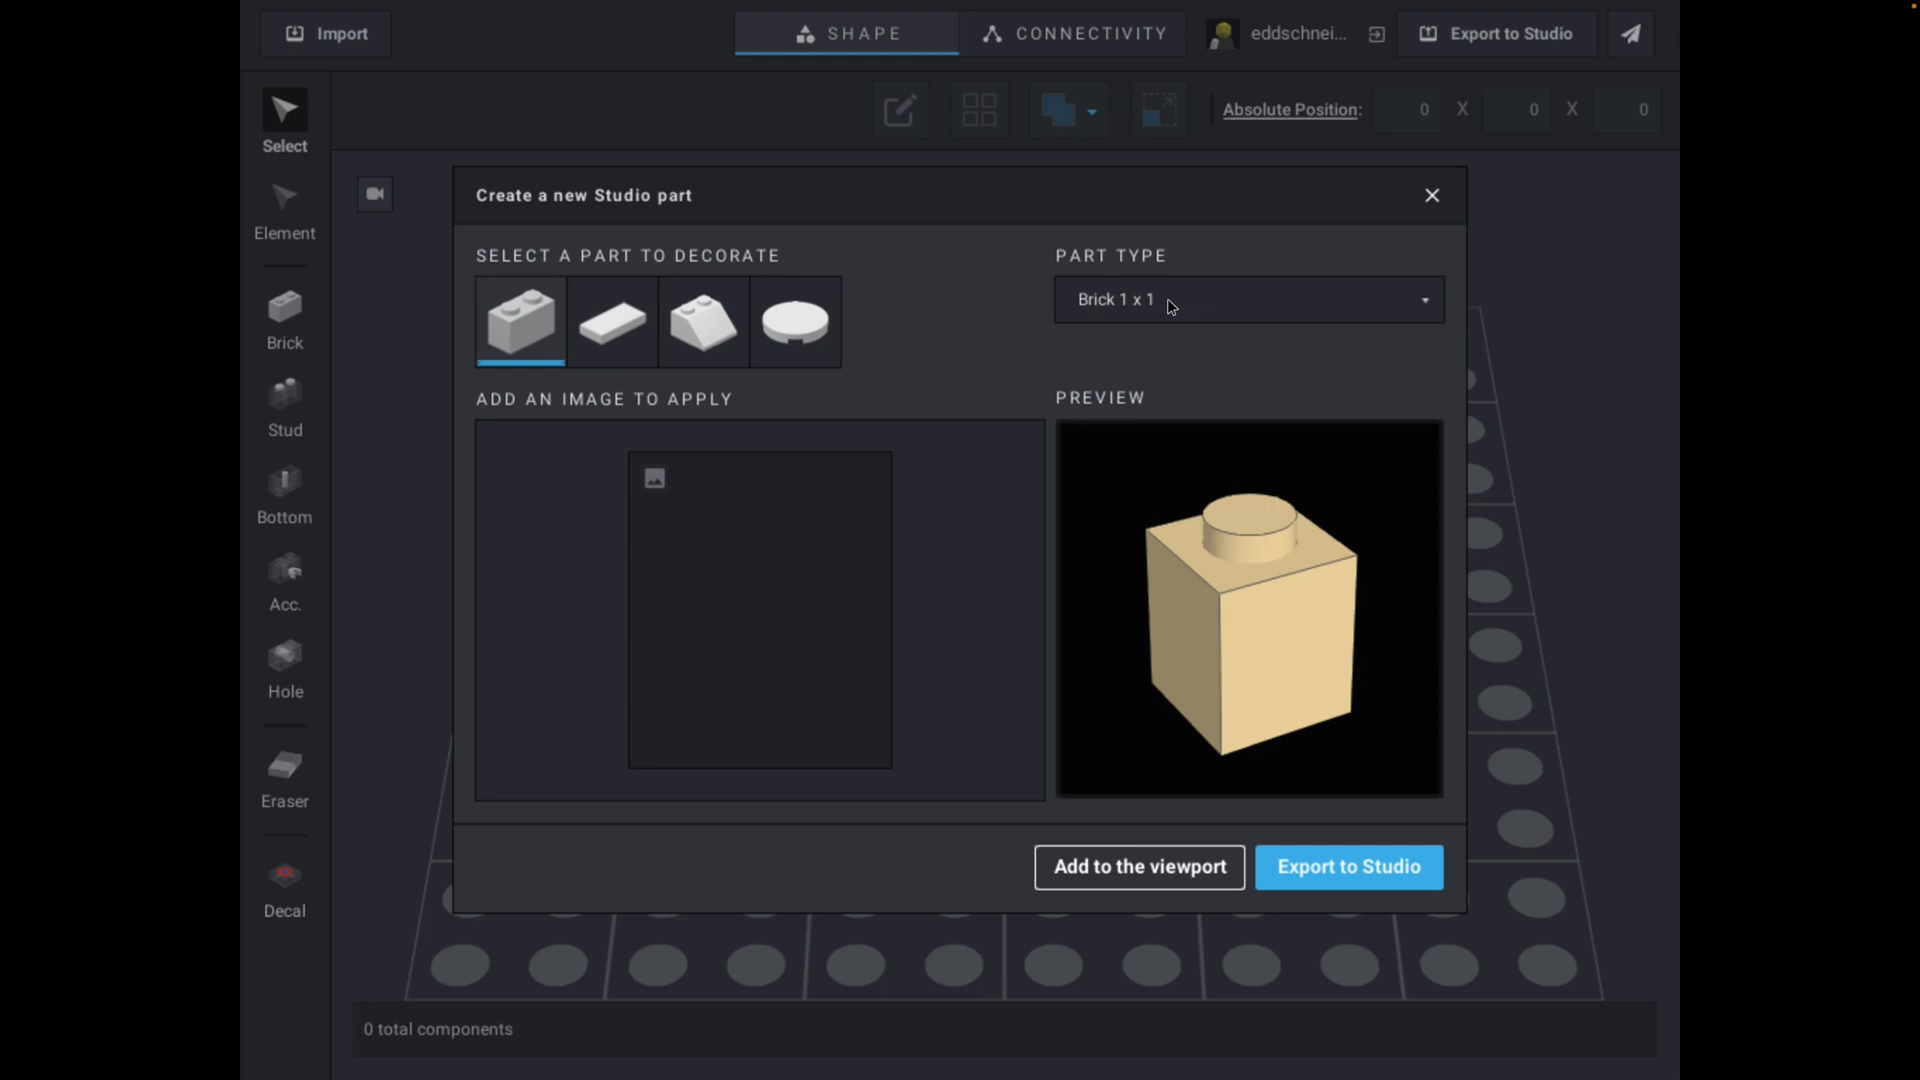 Import
SHAPE
CONNECTIVITY
eddschnei...
Export to Studio
Absolute Position:
0 X 0 X 0
Select
Element
Brick
Stud
Bottom
Acc.
Hole
Eraser
Decal
Create a new Studio part
SELECT A PART TO DECORATE
PART TYPE
Brick 1 x 1
ADD AN IMAGE TO APPLY
PREVIEW
Add to the viewport
Export to Studio
0 total components